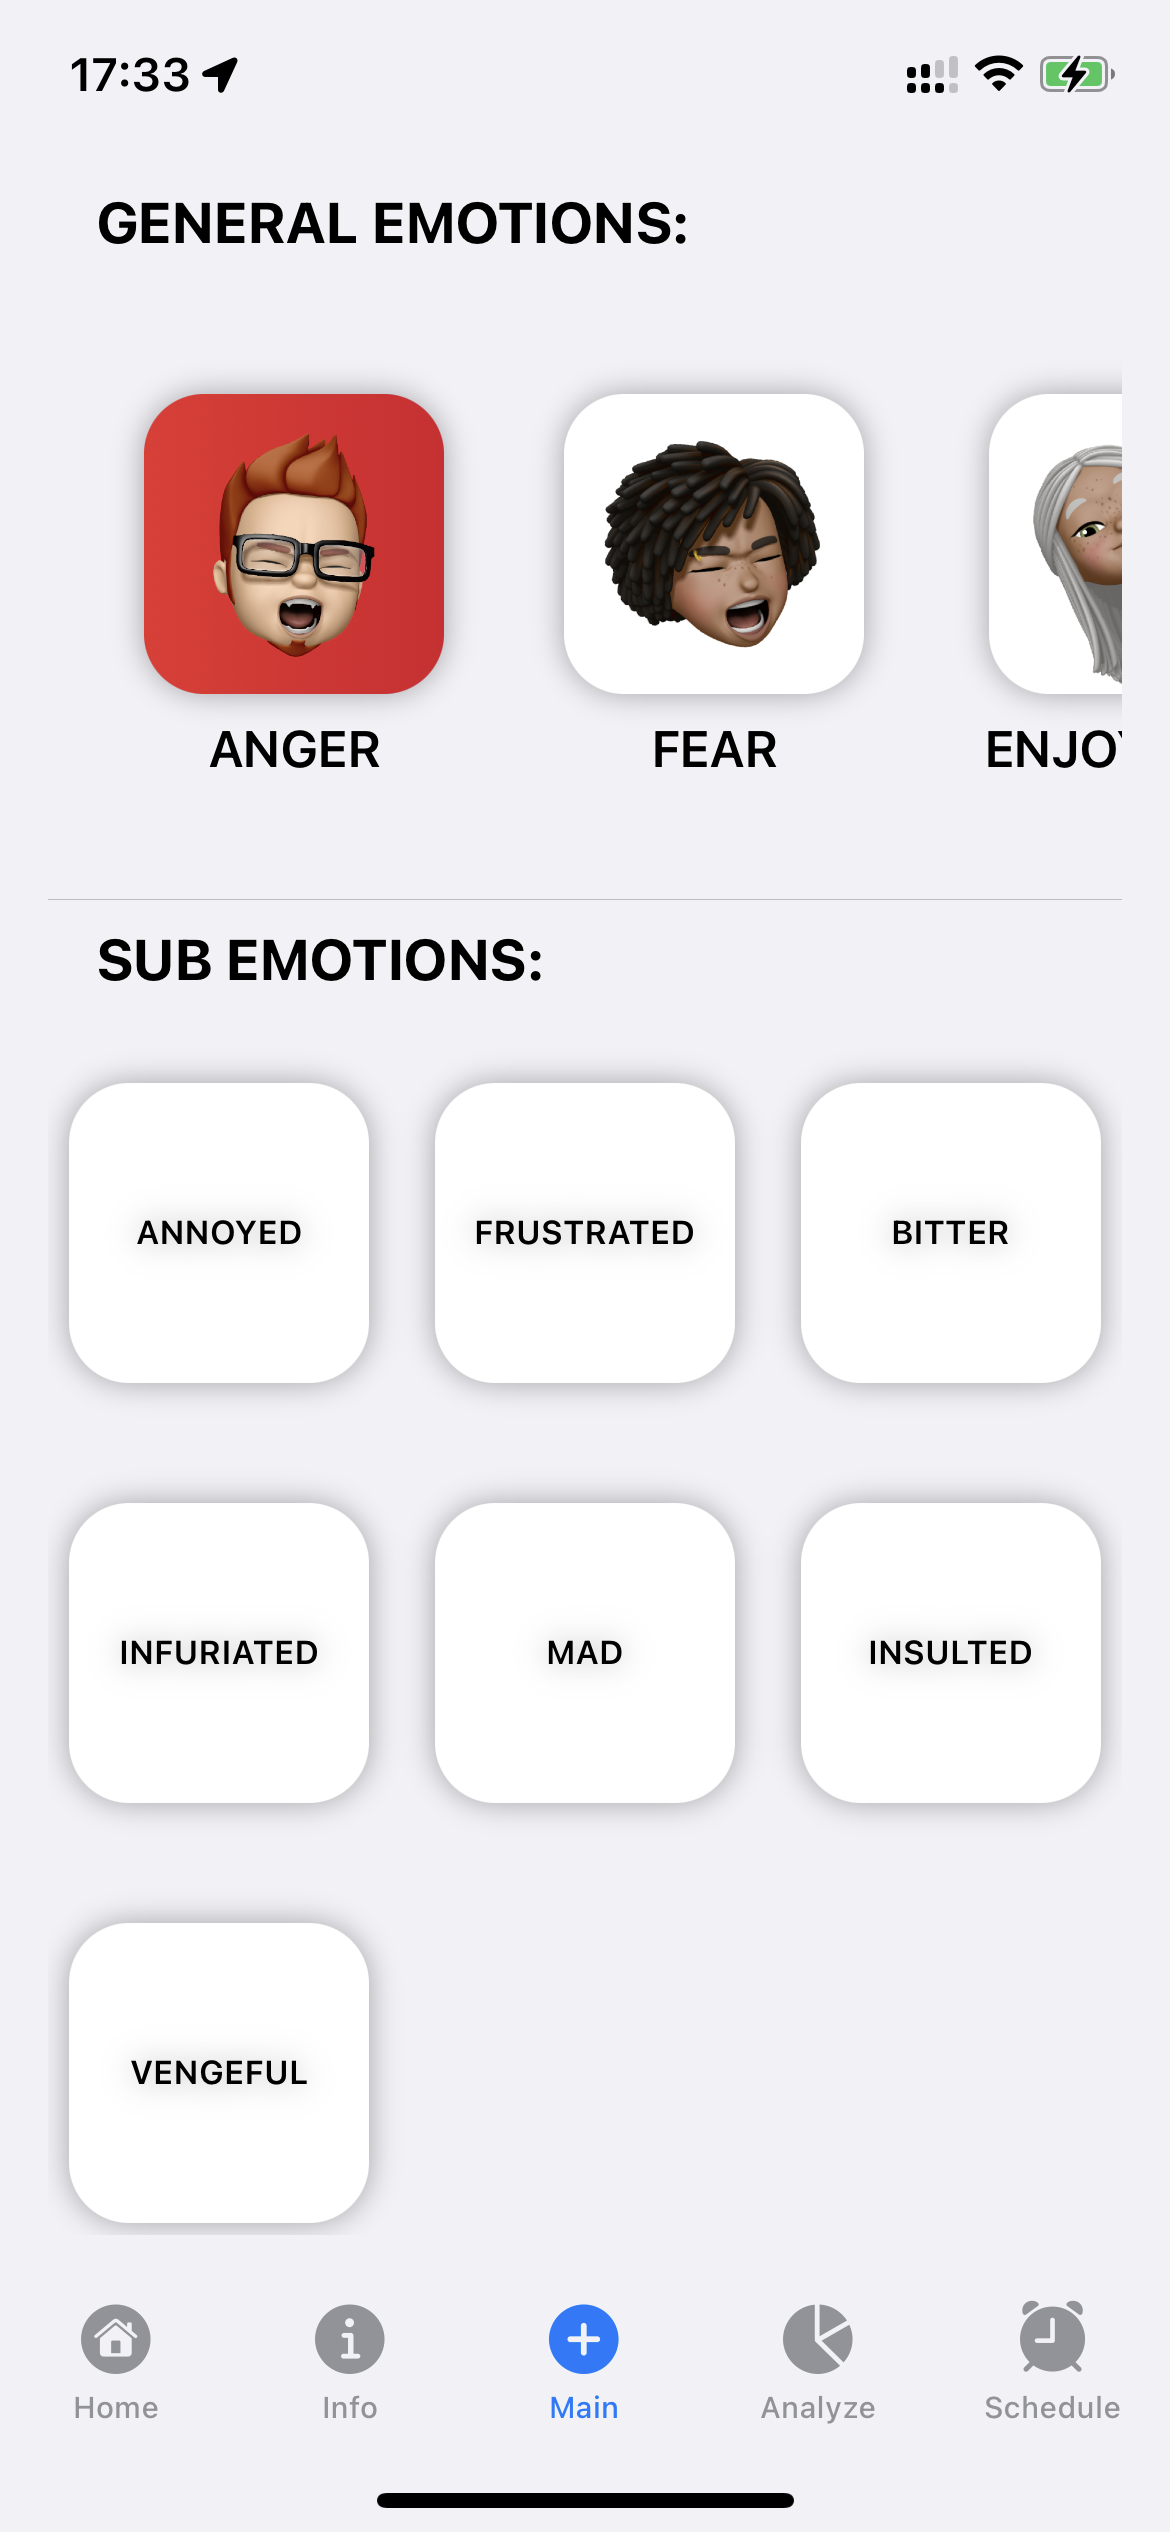 17:33
GENERAL EMOTIONS:
ANGER FEAR ENJOY
SUB EMOTIONS:
ANNOYED FRUSTRATED BITTER
INFURIATED MAD INSULTED
VENGEFUL
Home Info Main Analyze Schedule